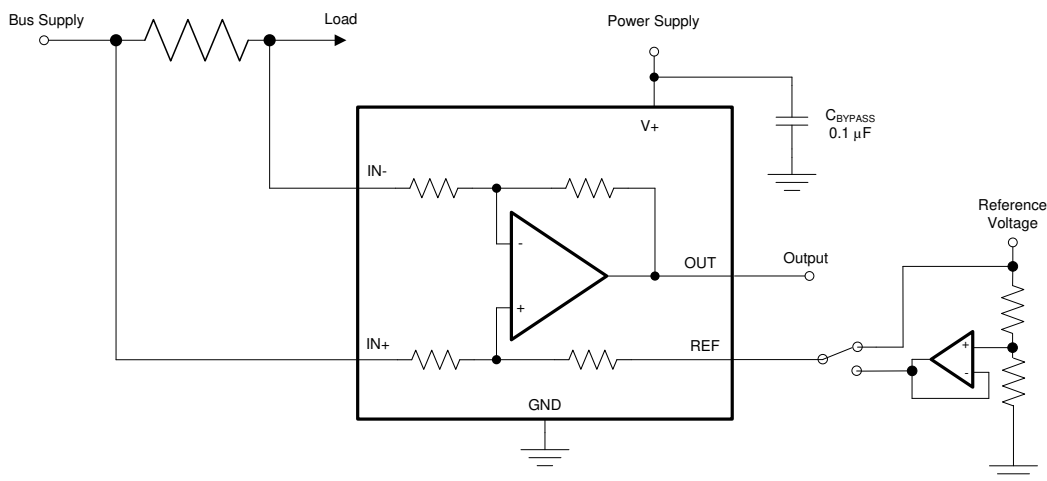 Bus Supply
Load
Power Supply
C_BYPASS
0.1 μF
V+
IN-
Reference
Voltage
-
OUT
Output
+
IN+
REF
+
-
GND